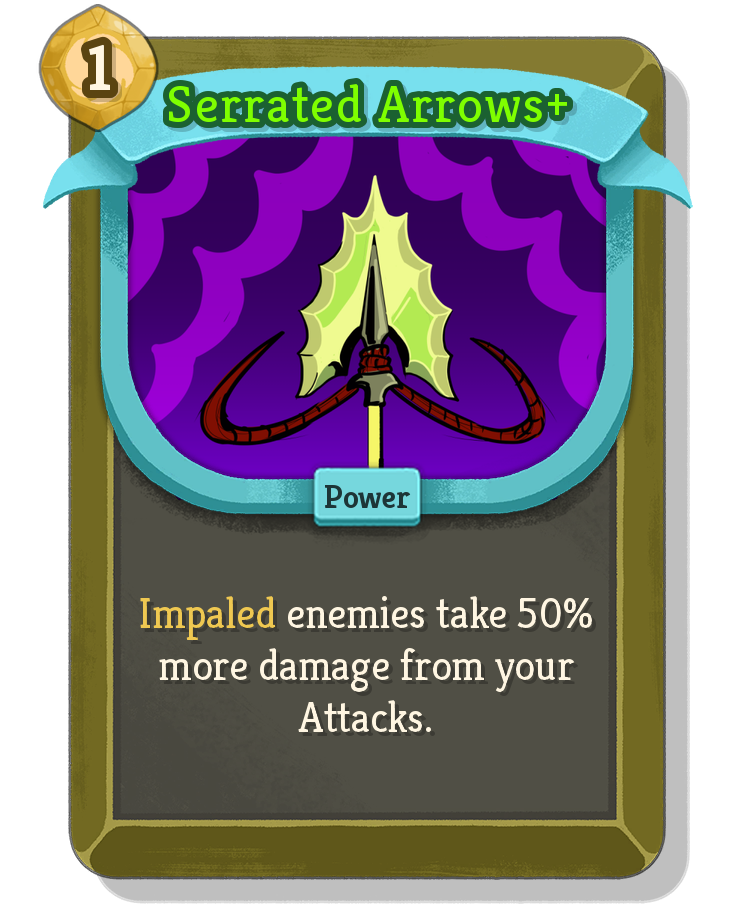 1
Serrated Arrows+
Power
Impaled enemies take 50%
more damage from your
Attacks.